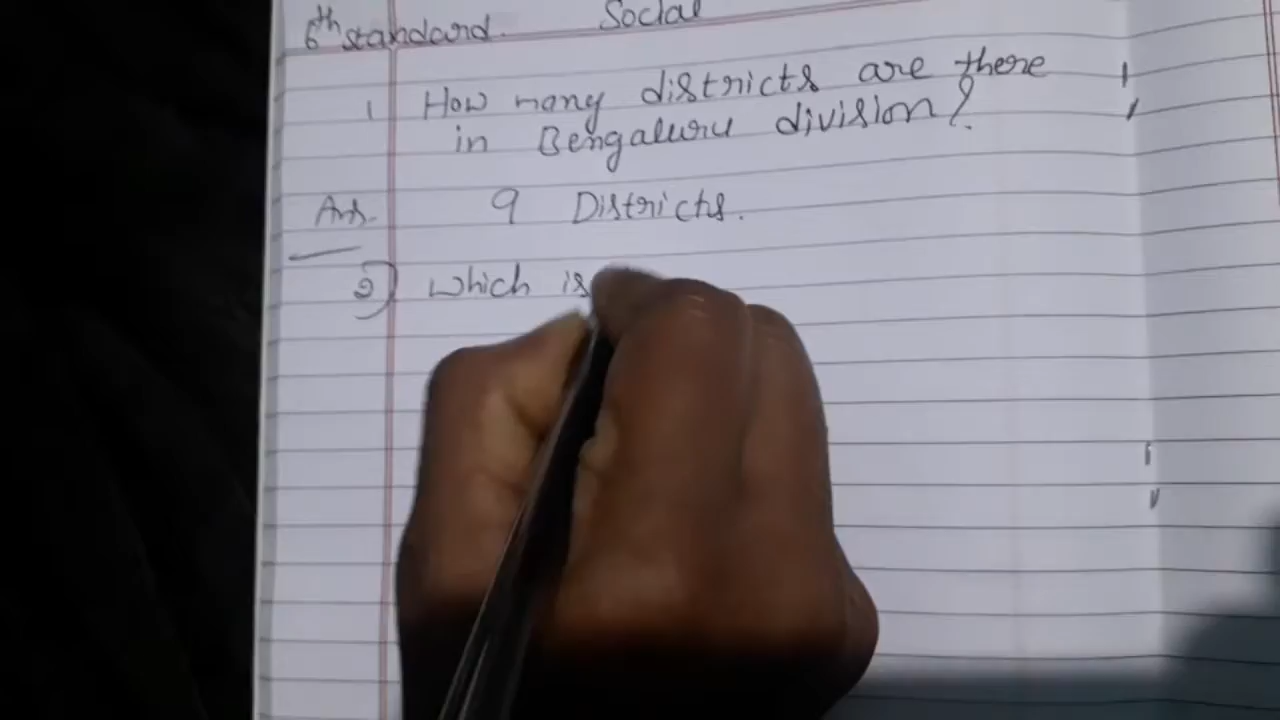 6th standard. Social
1 How many districts are there
in Bengaluru division?
Ans. 9 Districts.
2) which is